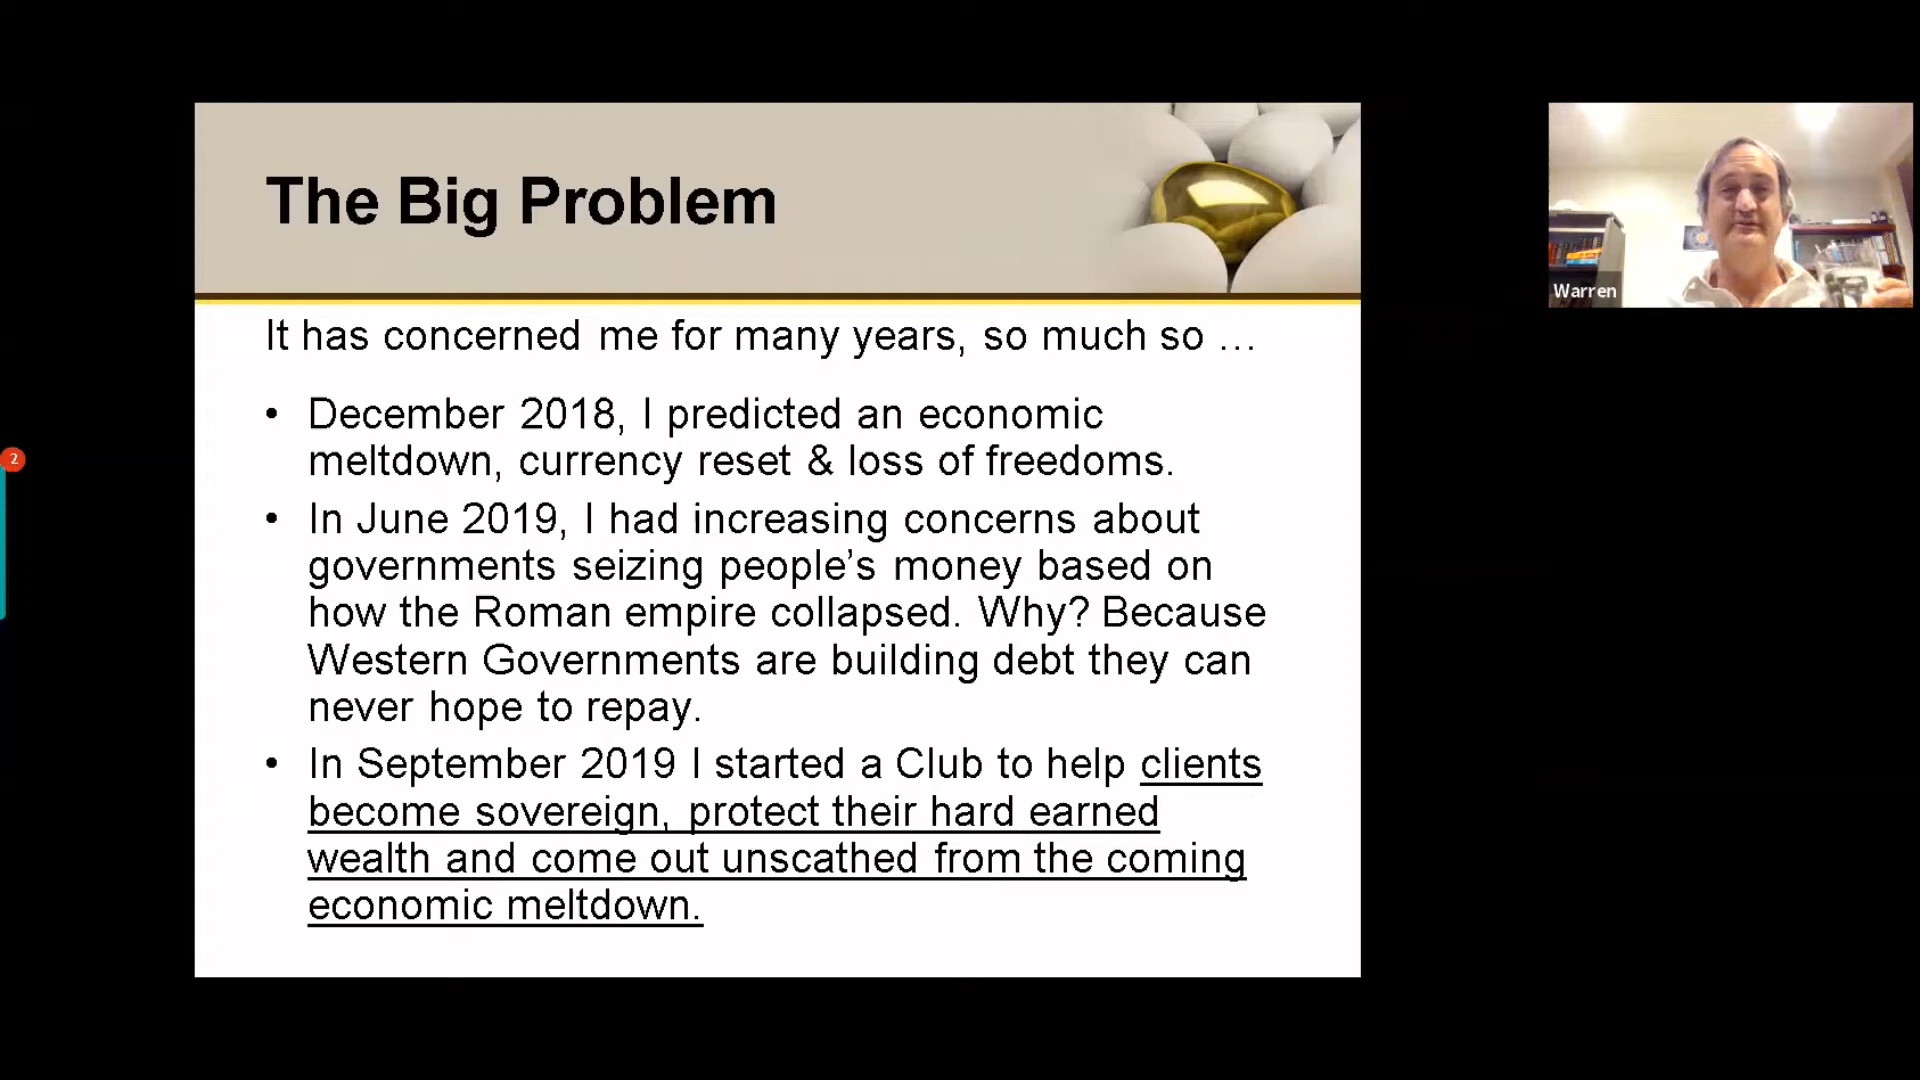 The Big Problem
It has concerned me for many years, so much so ...
• December 2018, I predicted an economic
meltdown, currency reset & loss of freedoms.
• In June 2019, I had increasing concerns about
governments seizing people’s money based on
how the Roman empire collapsed. Why? Because
Western Governments are building debt they can
never hope to repay.
• In September 2019 I started a Club to help clients
become sovereign, protect their hard earned
wealth and come out unscathed from the coming
economic meltdown.
Warren
2